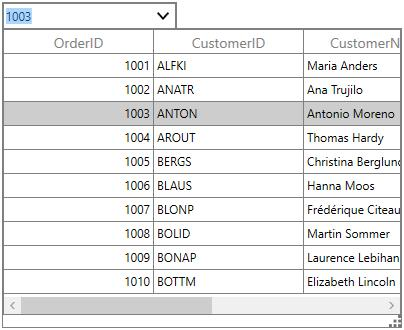 1003
OrderID CustomerID CustomerN
1001 ALFKI Maria Anders
1002 ANATR Ana Trujilo
1003 ANTON Antonio Moreno
1004 AROUT Thomas Hardy
1005 BERGS Christina Berglund
1006 BLAUS Hanna Moos
1007 BLONP Frédérique Citeau
1008 BOLID Martin Sommer
1009 BONAP Laurence Lebihan
1010 BOTTM Elizabeth Lincoln